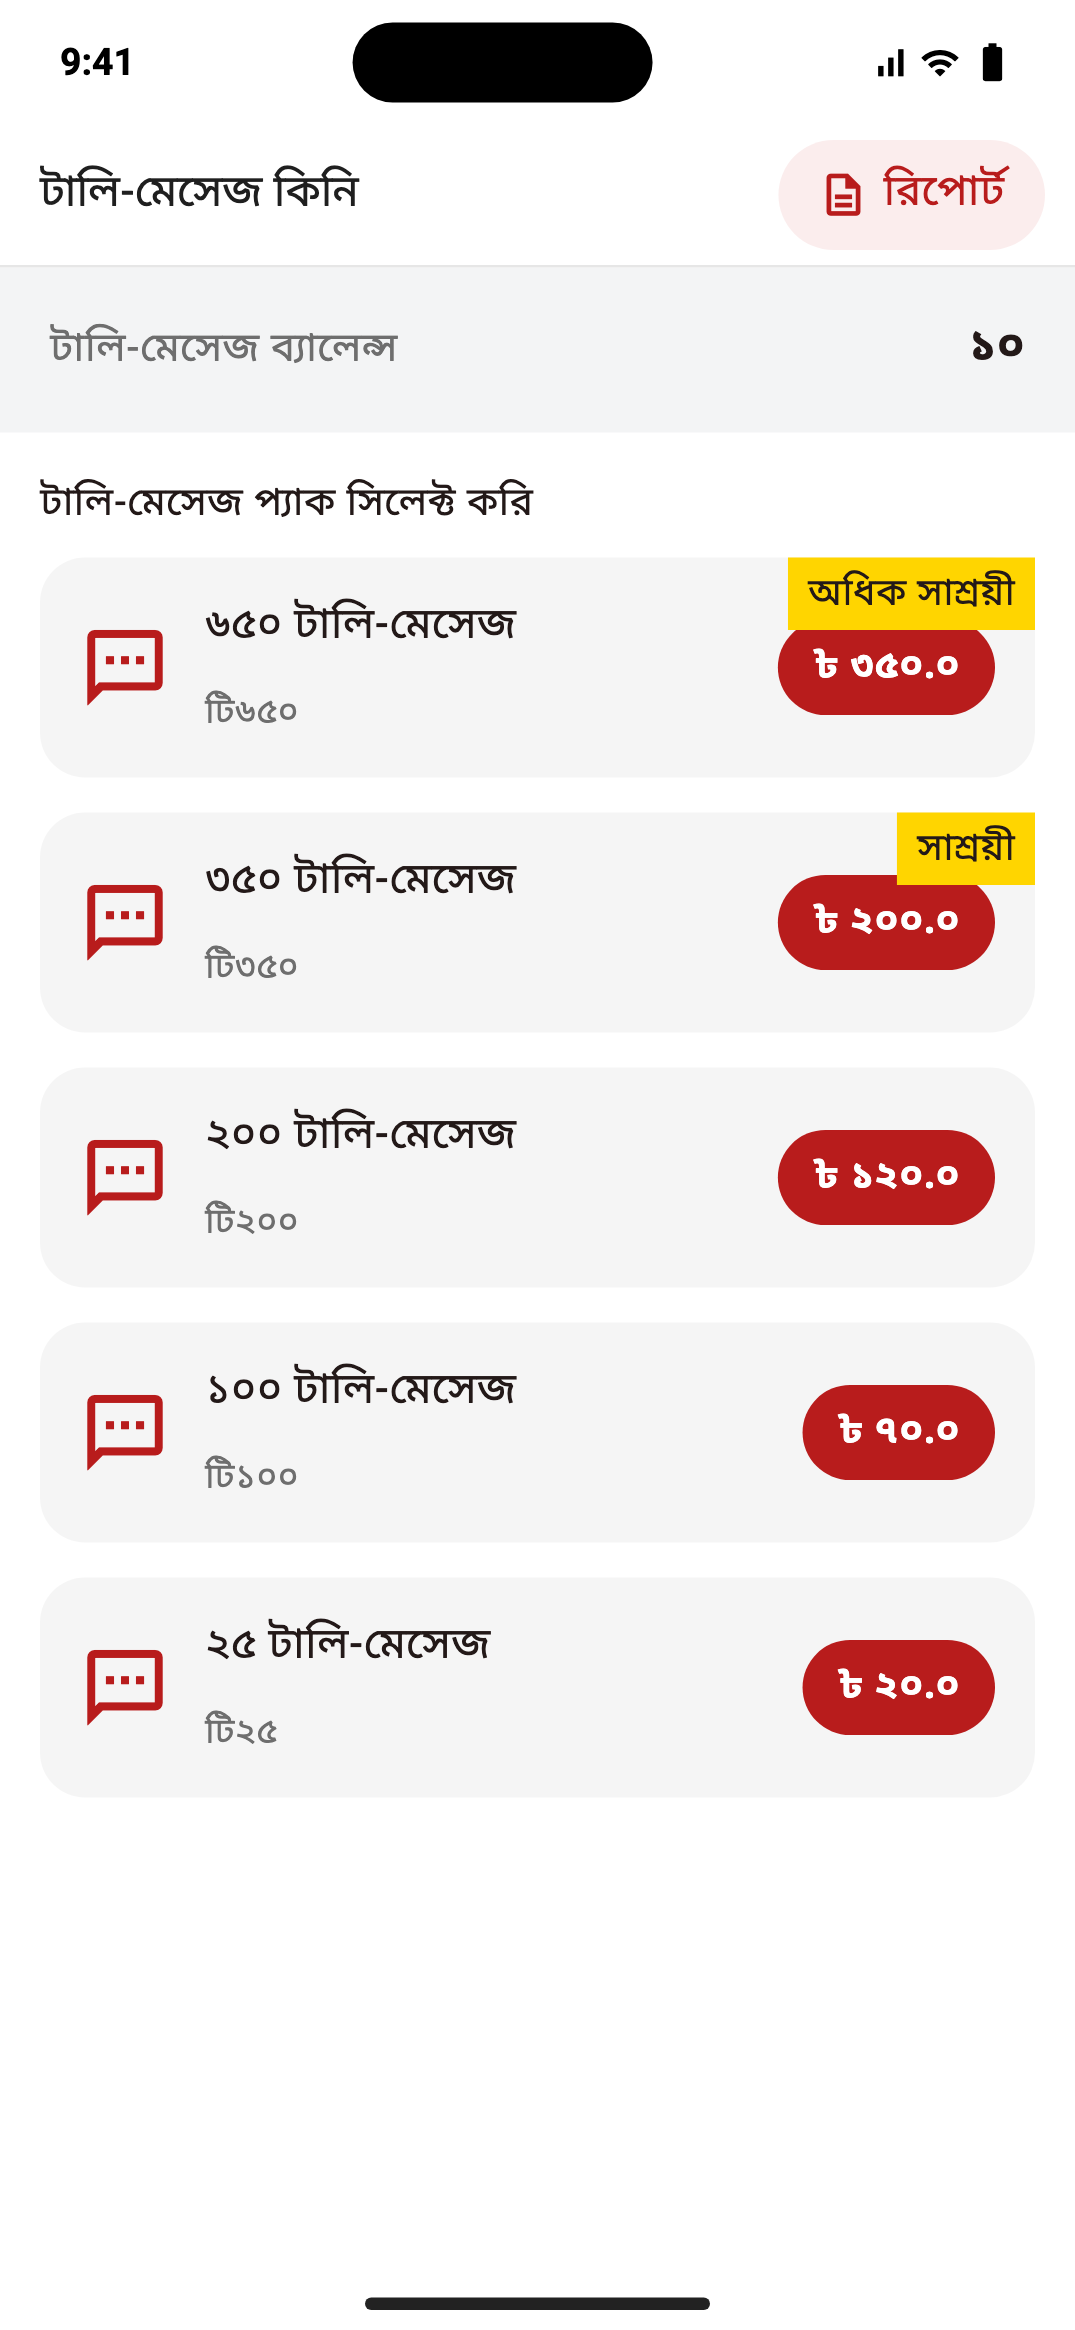 9:41
টালি-মেসেজ কিনি
রিপোর্ট
টালি-মেসেজ ব্যালেন্স
১০
টালি-মেসেজ প্যাক সিলেক্ট করি
অধিক সাশ্রয়ী
৬৫০ টালি-মেসেজ
৳ ৩৫০.০
টি৬৫০
সাশ্রয়ী
৩৫০ টালি-মেসেজ
৳ ২০০.০
টি৩৫০
২০০ টালি-মেসেজ
৳ ১২০.০
টি২০০
১০০ টালি-মেসেজ
৳ ৭০.০
টি১০০
২৫ টালি-মেসেজ
৳ ২০.০
টি২৫